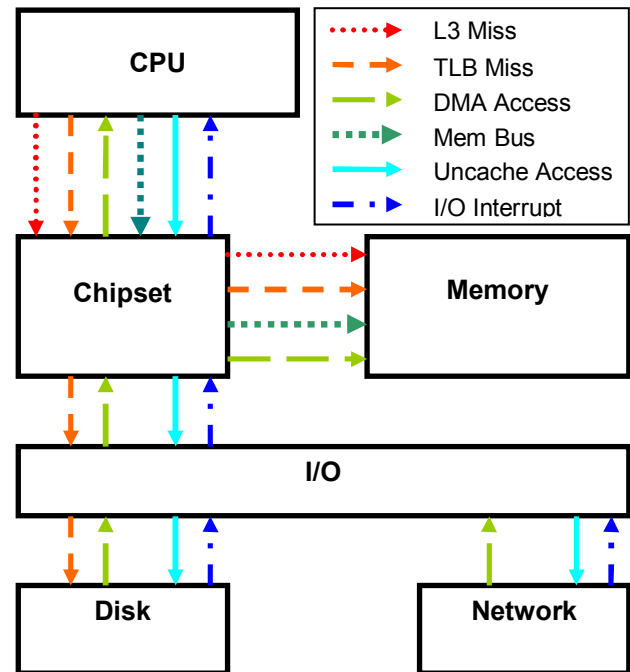 CPU
L3 Miss
TLB Miss
DMA Access
Mem Bus
Uncache Access
I/O Interrupt
Chipset
Memory
I/O
Disk
Network